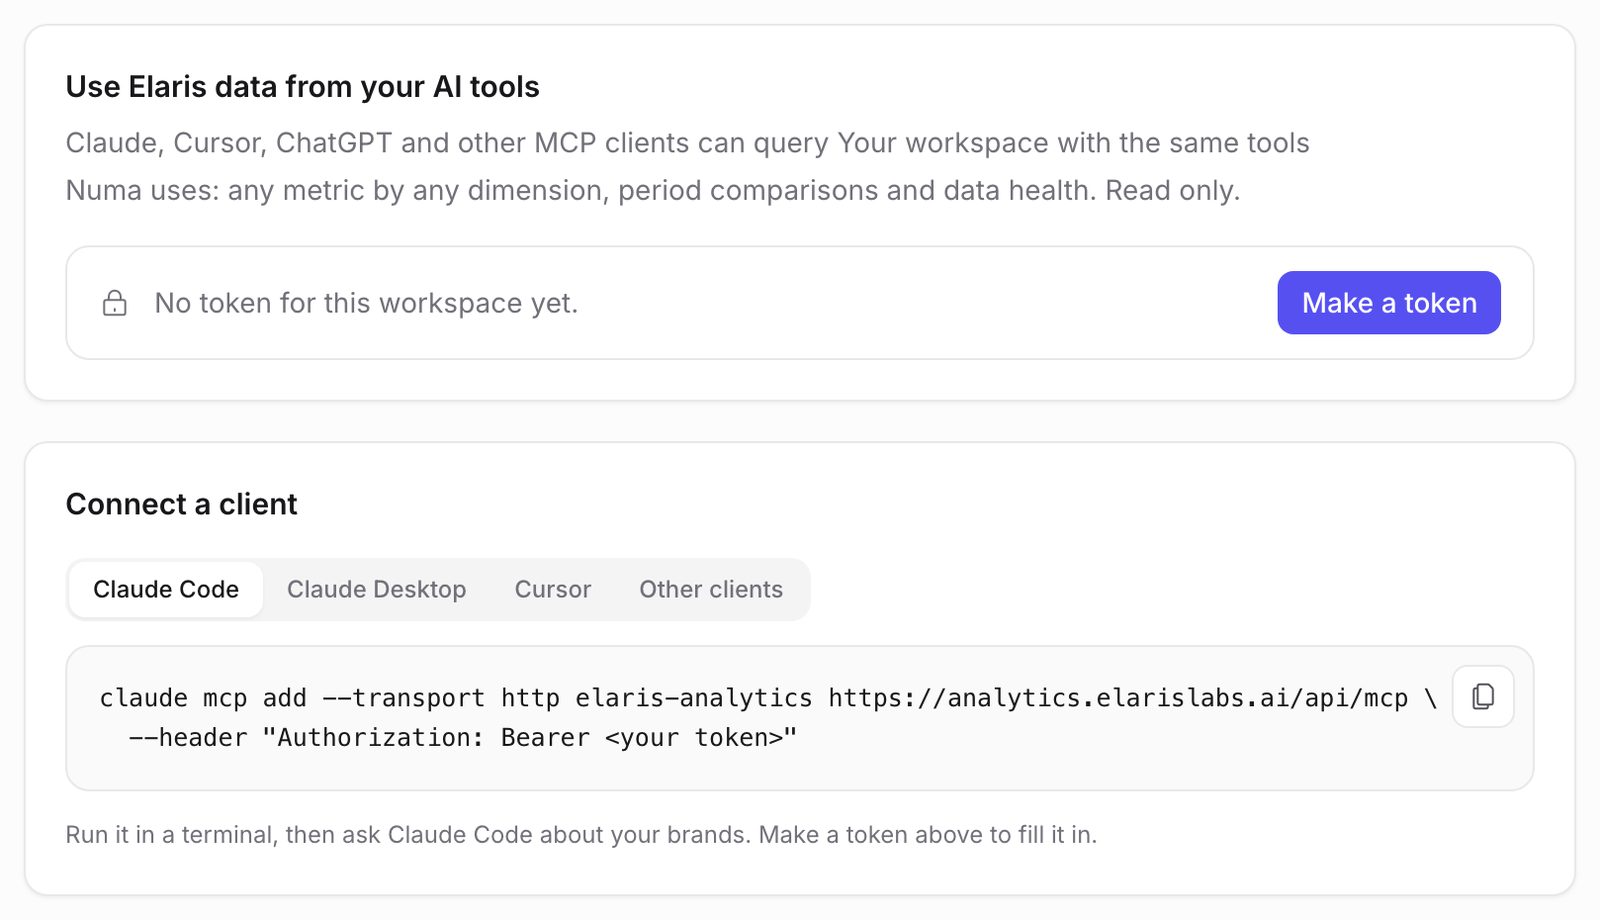 Use Elaris data from your AI tools
Claude, Cursor, ChatGPT and other MCP clients can query Your workspace with the same tools
Numa uses: any metric by any dimension, period comparisons and data health. Read only.
No token for this workspace yet.
Make a token
Connect a client
Claude Code
Claude Desktop
Cursor
Other clients
claude mcp add --transport http elaris-analytics https://analytics.elarislabs.ai/api/mcp \
  --header "Authorization: Bearer <your token>"
Run it in a terminal, then ask Claude Code about your brands. Make a token above to fill it in.